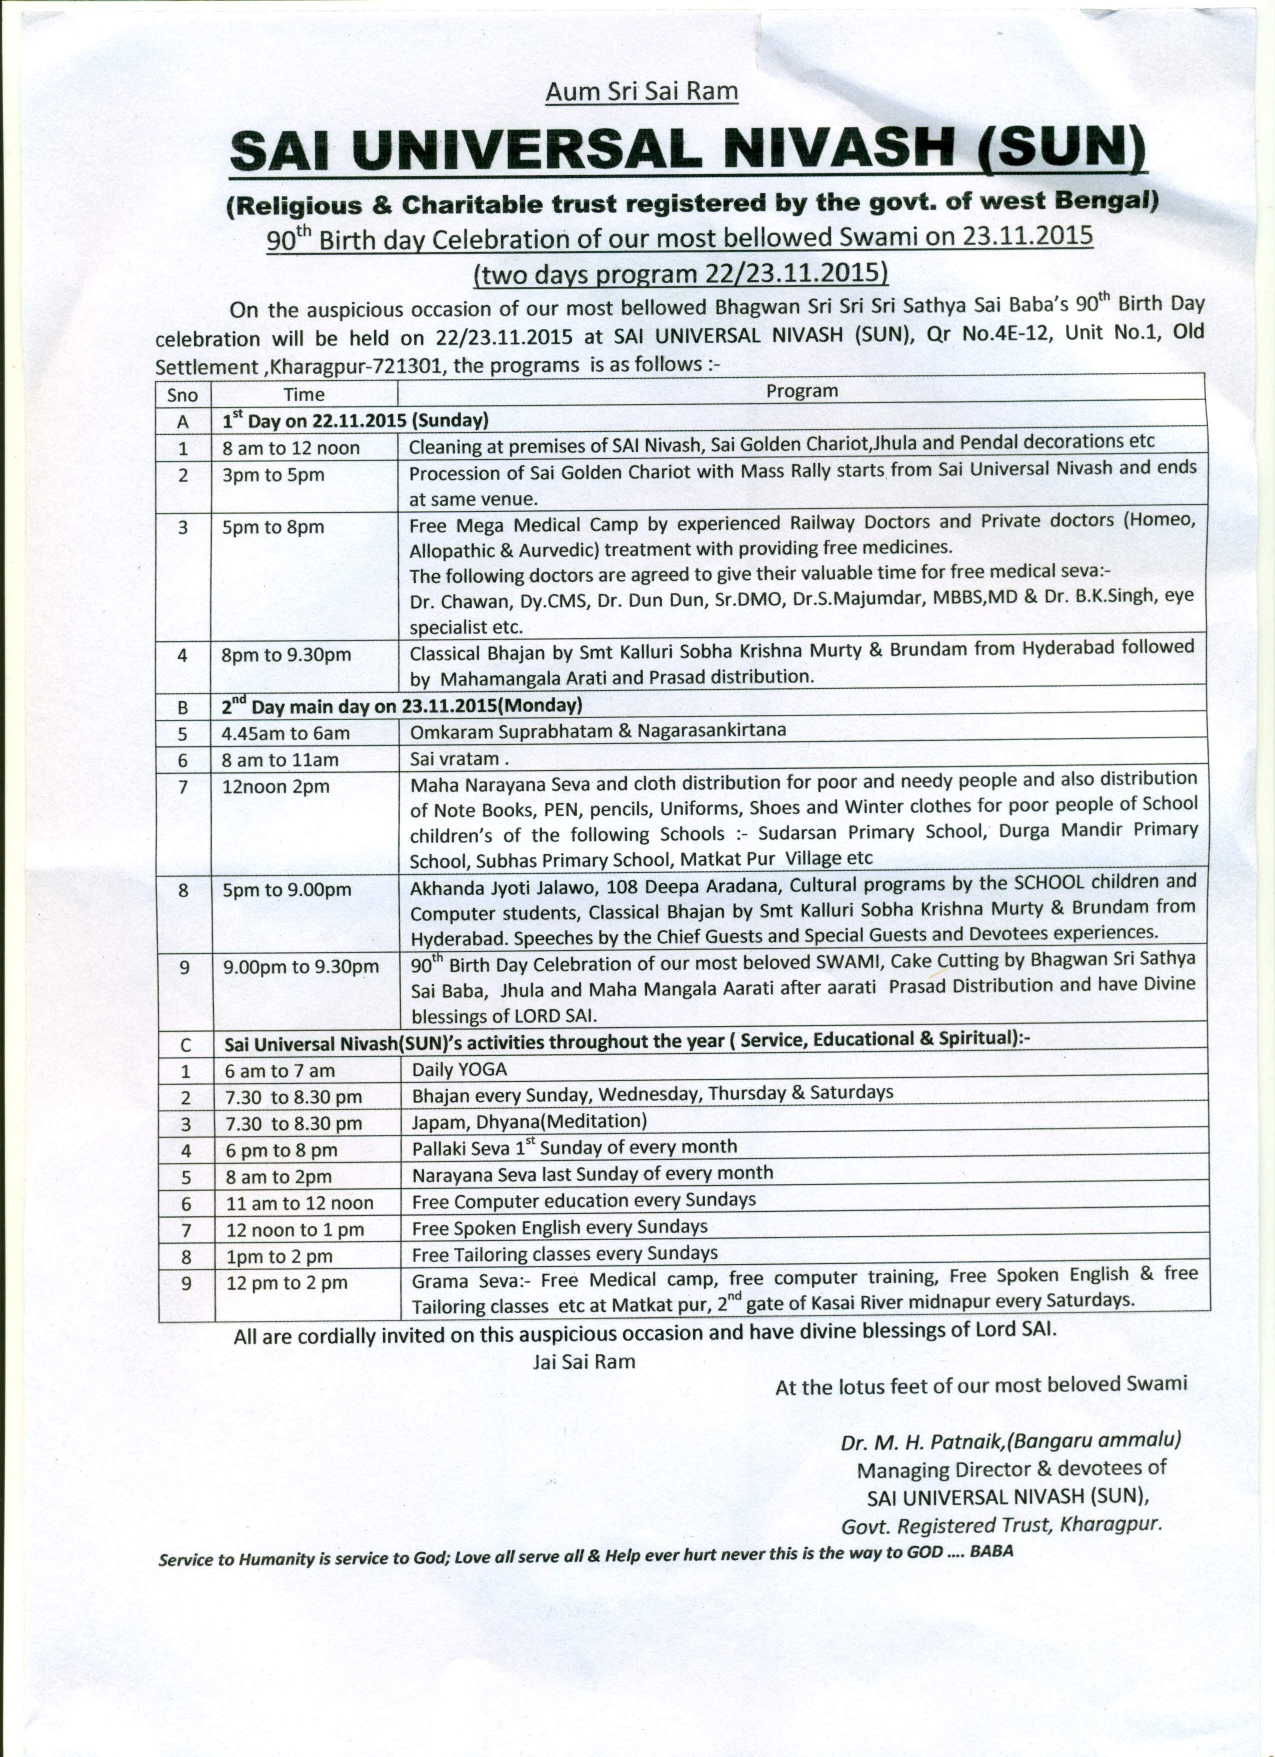 Aum Sri Sai Ram
SAI UNIVERSAL NIVASH (SUN)
(Religious & Charitable trust registered by the govt. of west Bengal)
90th Birth day Celebration of our most bellowed Swami on 23.11.2015
(two days program 22/23.11.2015)
On the auspicious occasion of our most bellowed Bhagwan Sri Sri Sri Sathya Sai Baba's 90th Birth Day
celebration will be held on 22/23.11.2015 at SAI UNIVERSAL NIVASH (SUN), Qr No.4E-12, Unit No.1, Old
Settlement ,Kharagpur-721301, the programs is as follows :-
Sno Time Program
A 1st Day on 22.11.2015 (Sunday)
1 8 am to 12 noon Cleaning at premises of SAI Nivash, Sai Golden Chariot,Jhula and Pendal decorations etc
2 3pm to 5pm Procession of Sai Golden Chariot with Mass Rally starts from Sai Universal Nivash and ends
at same venue.
3 5pm to 8pm Free Mega Medical Camp by experienced Railway Doctors and Private doctors (Homeo,
Allopathic & Aurvedic) treatment with providing free medicines.
The following doctors are agreed to give their valuable time for free medical seva:-
Dr. Chawan, Dy.CMS, Dr. Dun Dun, Sr.DMO, Dr.S.Majumdar, MBBS,MD & Dr. B.K.Singh, eye
specialist etc.
4 8pm to 9.30pm Classical Bhajan by Smt Kalluri Sobha Krishna Murty & Brundam from Hyderabad followed
by Mahamangala Arati and Prasad distribution.
B 2nd Day main day on 23.11.2015(Monday)
5 4.45am to 6am Omkaram Suprabhatam & Nagarasankirtana
6 8 am to 11am Sai vratam .
7 12noon 2pm Maha Narayana Seva and cloth distribution for poor and needy people and also distribution
of Note Books, PEN, pencils, Uniforms, Shoes and Winter clothes for poor people of School
children's of the following Schools :- Sudarsan Primary School, Durga Mandir Primary
School, Subhas Primary School, Matkat Pur Village etc
8 5pm to 9.00pm Akhanda Jyoti Jalawo, 108 Deepa Aradana, Cultural programs by the SCHOOL children and
Computer students, Classical Bhajan by Smt Kalluri Sobha Krishna Murty & Brundam from
Hyderabad. Speeches by the Chief Guests and Special Guests and Devotees experiences.
9 9.00pm to 9.30pm 90th Birth Day Celebration of our most beloved SWAMI, Cake Cutting by Bhagwan Sri Sathya
Sai Baba, Jhula and Maha Mangala Aarati after aarati Prasad Distribution and have Divine
blessings of LORD SAI.
C Sai Universal Nivash(SUN)'s activities throughout the year ( Service, Educational & Spiritual):-
1 6 am to 7 am Daily YOGA
2 7.30 to 8.30 pm Bhajan every Sunday, Wednesday, Thursday & Saturdays
3 7.30 to 8.30 pm Japam, Dhyana(Meditation)
4 6 pm to 8 pm Pallaki Seva 1st Sunday of every month
5 8 am to 2pm Narayana Seva last Sunday of every month
6 11 am to 12 noon Free Computer education every Sundays
7 12 noon to 1 pm Free Spoken English every Sundays
8 1pm to 2 pm Free Tailoring classes every Sundays
9 12 pm to 2 pm Grama Seva:- Free Medical camp, free computer training, Free Spoken English & free
Tailoring classes etc at Matkat pur, 2nd gate of Kasai River midnapur every Saturdays.
All are cordially invited on this auspicious occasion and have divine blessings of Lord SAI.
Jai Sai Ram
At the lotus feet of our most beloved Swami
Dr. M. H. Patnaik,(Bangaru ammalu)
Managing Director & devotees of
SAI UNIVERSAL NIVASH (SUN),
Govt. Registered Trust, Kharagpur.
Service to Humanity is service to God; Love all serve all & Help ever hurt never this is the way to GOD .... BABA